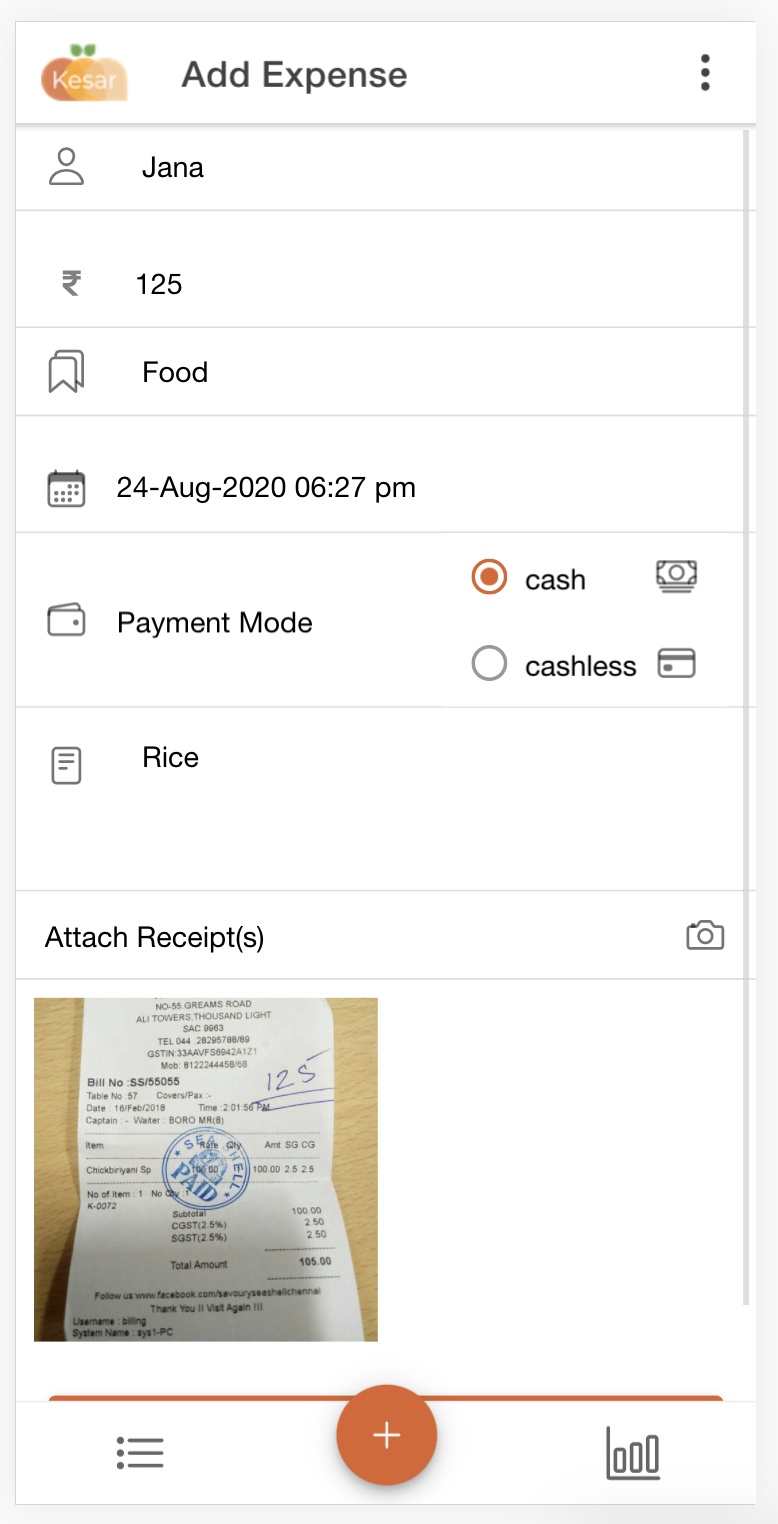 Kesar
Add Expense
Jana
₹ 125
Food
24-Aug-2020 06:27 pm
Payment Mode
cash
cashless
Rice
Attach Receipt(s)
NO-55.GREAMS ROAD
ALI TOWERS.THOUSAND LIGHT
SAC 9963
TEL 044 .28295788/89
GSTIN:33AAVFS6942A1Z1
Mob: 8122244458/68
125
Bill No :SS/55055
Table No :57 Covers/Pax :-
Date : 16/Feb/2018 Time :2:01:56 PM
Captain : - Waiter : BORO MR(8)
Item Rate Qty Amt SG CG
Chickbiriyani Sp 100.00 1 100.00 2.5 2.5
SEA SHELL
PAID
No of Item : 1 No Qty :1
K-0072
Subtotal 100.00
CGST(2.5%) 2.50
SGST(2.5%) 2.50
Total Amount 105.00
Follow us:www.facebook.com/savouryseashellchennai
Thank You !! Visit Again !!!
Username : billing
System Name : sys1-PC